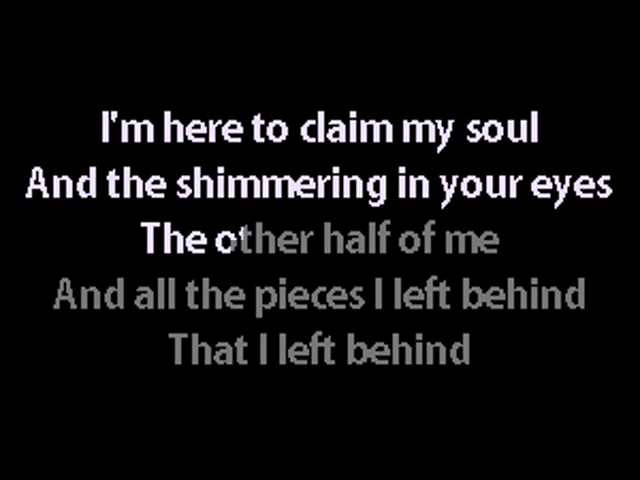 I'm here to claim my soul
And the shimmering in your eyes
The other half of me
And all the pieces I left behind
That I left behind